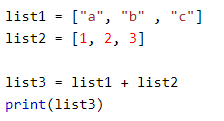 list1 = ["a", "b" , "c"]
list2 = [1, 2, 3]
list3 = list1 + list2
print(list3)